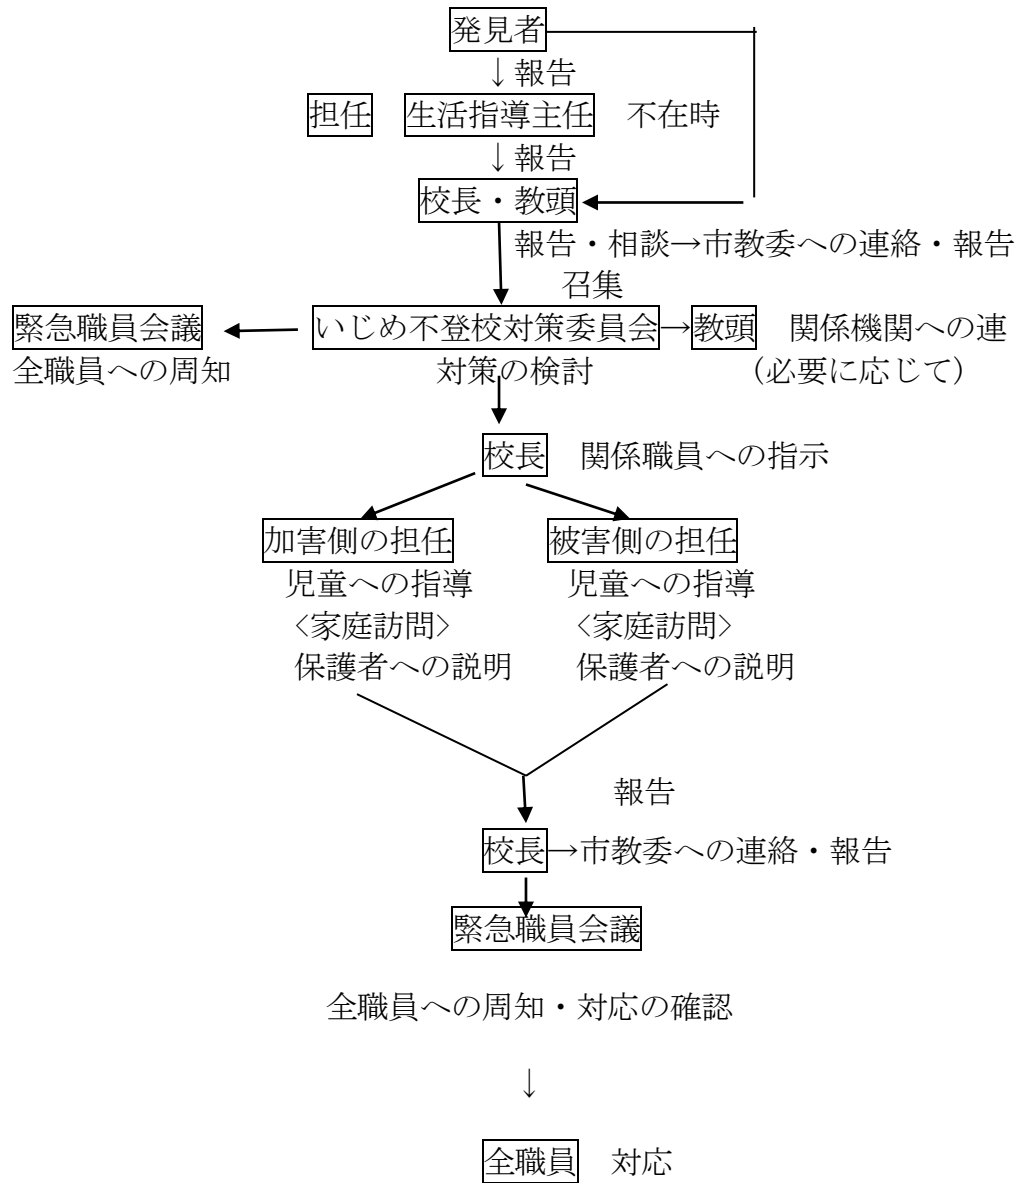 発見者
↓報告
担任 生活指導主任 不在時
↓報告
校長・教頭
報告・相談→市教委への連絡・報告
召集
緊急職員会議 いじめ不登校対策委員会→教頭 関係機関への連
全職員への周知 対策の検討 （必要に応じて）
校長 関係職員への指示
加害側の担任 被害側の担任
児童への指導 児童への指導
<家庭訪問> <家庭訪問>
保護者への説明 保護者への説明
報告
校長→市教委への連絡・報告
緊急職員会議
全職員への周知・対応の確認
↓
全職員 対応